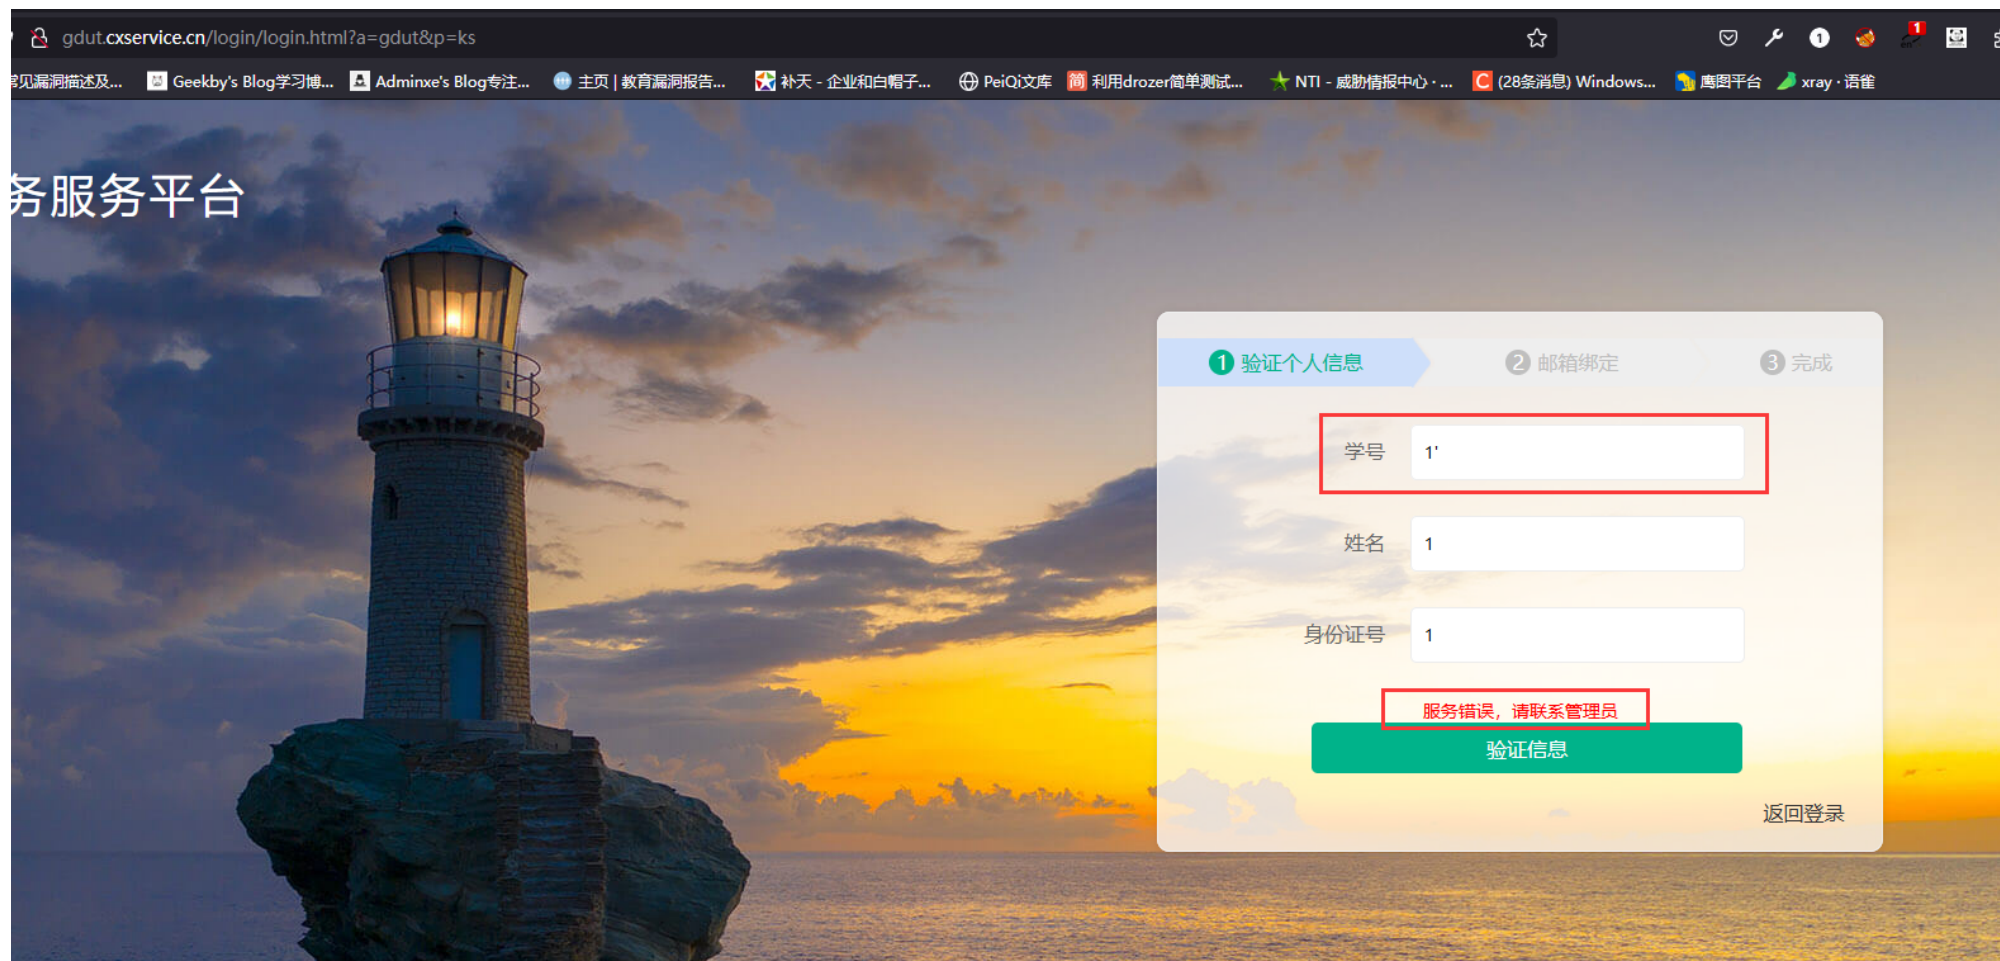 gdut.cxservice.cn/login/login.html?a=gdut&p=ks
1
1
常见漏洞描述及... Geekby's Blog学习博... Adminxe's Blog专注... 主页 | 教育漏洞报告... 补天 - 企业和白帽子... PeiQi文库 简 利用drozer简单测试... NTI - 威胁情报中心 · ... C (28条消息) Windows... 鹰图平台 xray · 语雀
务服务平台
1 验证个人信息 2 邮箱绑定 3 完成
学号 1'
姓名 1
身份证号 1
服务错误，请联系管理员
验证信息
返回登录